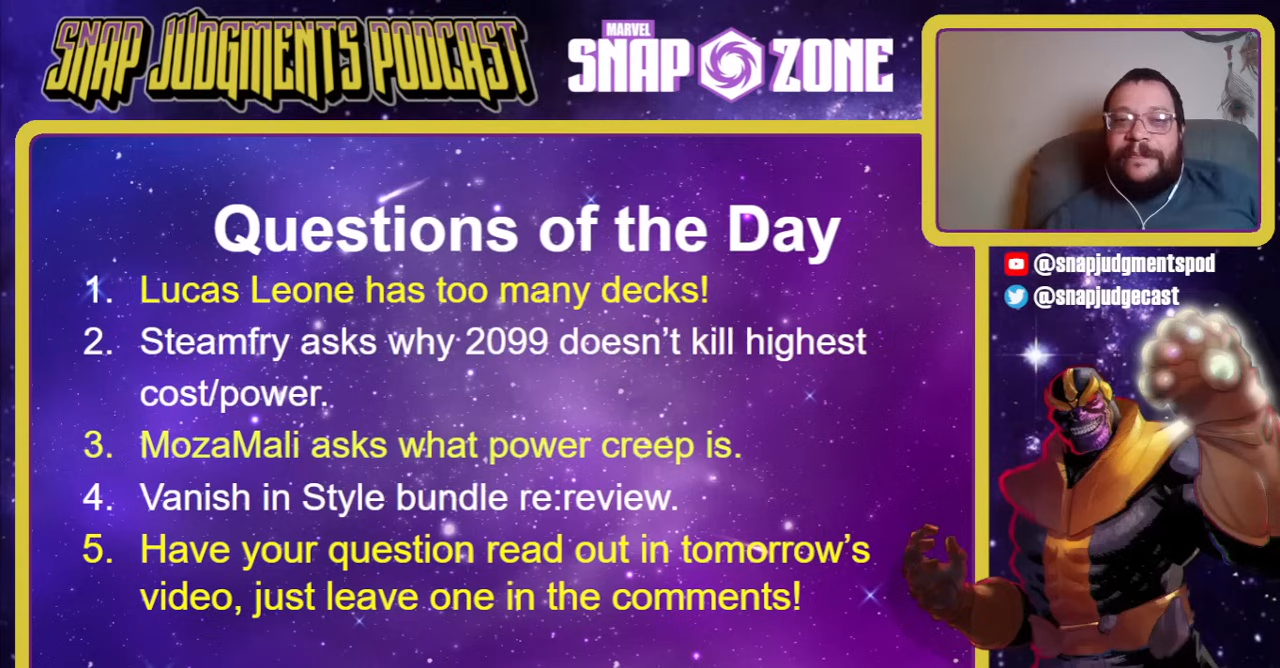 SNAP JUDGMENTS PODCAST
MARVEL
SNAP ZONE
@snapjudgmentspod
@snapjudgecast
Questions of the Day
1. Lucas Leone has too many decks!
2. Steamfry asks why 2099 doesn't kill highest
cost/power.
3. MozaMali asks what power creep is.
4. Vanish in Style bundle re:review.
5. Have your question read out in tomorrow's
video, just leave one in the comments!